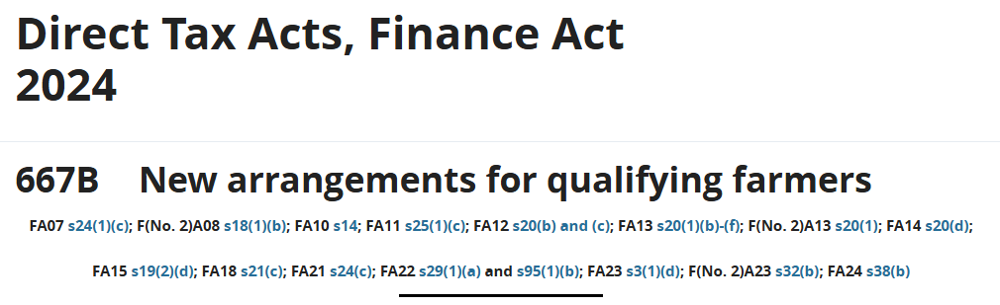 Direct Tax Acts, Finance Act
2024
667B New arrangements for qualifying farmers
FA07 s24(1)(c); F(No. 2)A08 s18(1)(b); FA10 s14; FA11 s25(1)(c); FA12 s20(b) and (c); FA13 s20(1)(b)-(f); F(No. 2)A13 s20(1); FA14 s20(d);
FA15 s19(2)(d); FA18 s21(c); FA21 s24(c); FA22 s29(1)(a) and s95(1)(b); FA23 s3(1)(d); F(No. 2)A23 s32(b); FA24 s38(b)